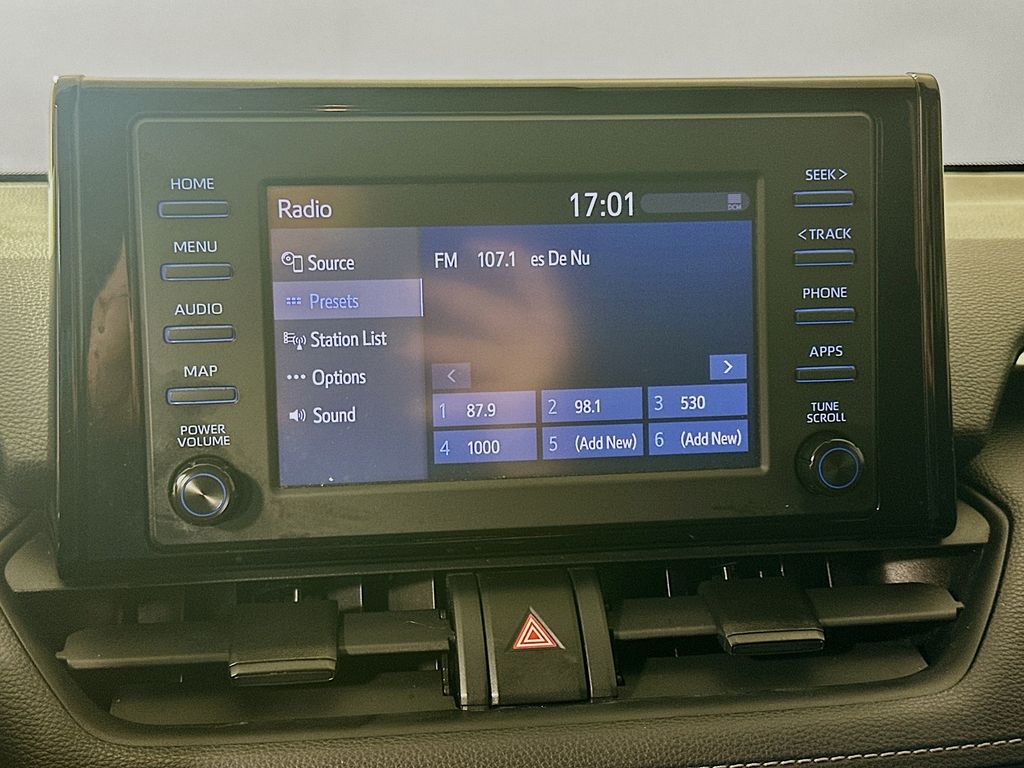 HOME
MENU
AUDIO
MAP
POWER
VOLUME
Radio
17:01
DCM
Source
Presets
Station List
Options
Sound
FM 107.1 es De Nu
<
>
1 87.9
2 98.1
3 530
4 1000
5 (Add New)
6 (Add New)
SEEK >
< TRACK
PHONE
APPS
TUNE
SCROLL